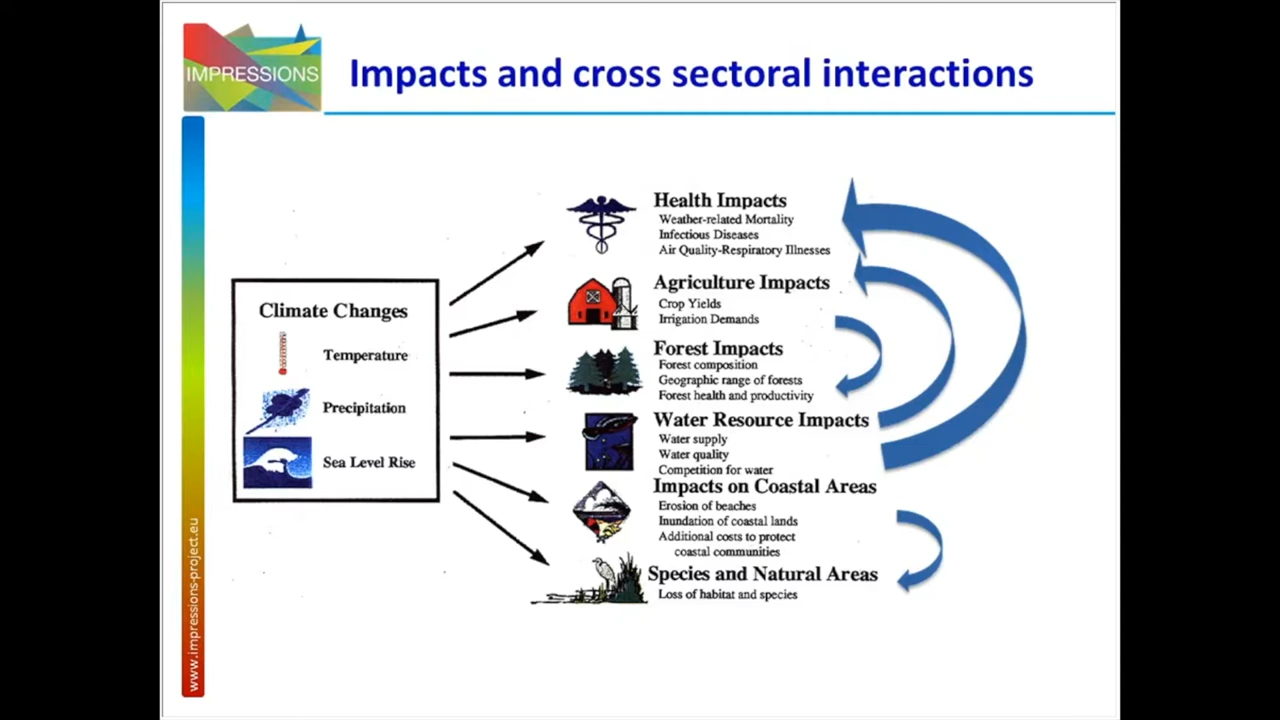 IMPRESSIONS
Impacts and cross sectoral interactions
Climate Changes
Temperature
Precipitation
Sea Level Rise
Health Impacts
Weather-related Mortality
Infectious Diseases
Air Quality-Respiratory Illnesses
Agriculture Impacts
Crop Yields
Irrigation Demands
Forest Impacts
Forest composition
Geographic range of forests
Forest health and productivity
Water Resource Impacts
Water supply
Water quality
Competition for water
Impacts on Coastal Areas
Erosion of beaches
Inundation of coastal lands
Additional costs to protect
coastal communities
Species and Natural Areas
Loss of habitat and species
www.impressions-project.eu